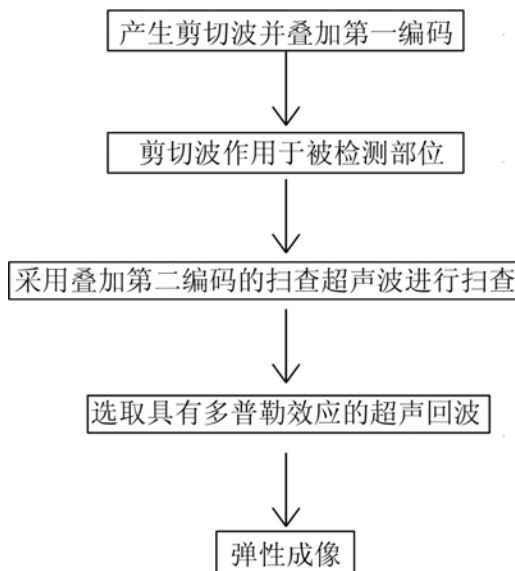 产生剪切波并叠加第一编码
剪切波作用于被检测部位
采用叠加第二编码的扫查超声波进行扫查
选取具有多普勒效应的超声回波
弹性成像